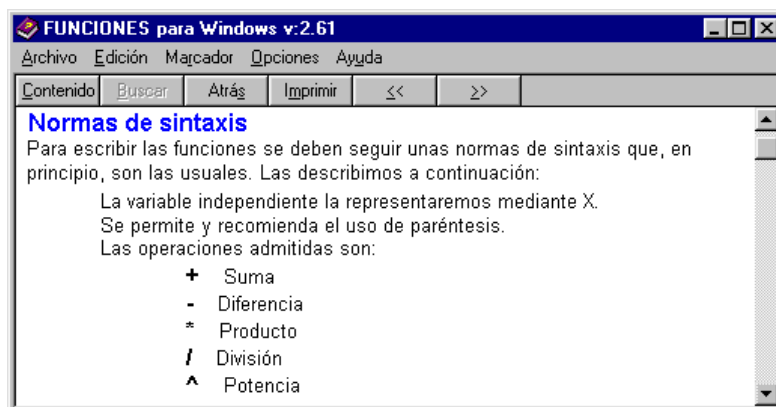 FUNCIONES para Windows v:2.61
Archivo Edición Marcador Opciones Ayuda
Contenido Buscar Atrás Imprimir << >>
Normas de sintaxis
Para escribir las funciones se deben seguir unas normas de sintaxis que, en
principio, son las usuales. Las describimos a continuación:
La variable independiente la representaremos mediante X.
Se permite y recomienda el uso de paréntesis.
Las operaciones admitidas son:
+ Suma
- Diferencia
* Producto
/ División
^ Potencia